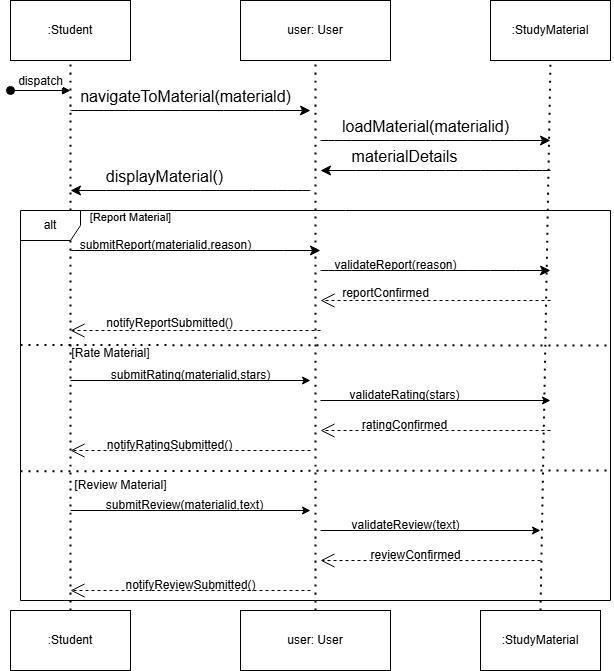 :Student
user: User
:StudyMaterial
dispatch
navigateToMaterial(materald)
loadMaterial(materialid)
materialDetails
displayMaterial()
alt
[Report Material]
submitReport(materialid,reason)
validateReport(reason)
reportConfirmed
notifyReportSubmitted()
[Rate Material]
submitRating(materialid,stars)
validateRating(stars)
ratingConfirmed
notifyRatingSubmitted()
[Review Material]
submitReview(materialid,text)
validateReview(text)
reviewConfirmed
notifyReviewSubmitted()
:Student
user: User
:StudyMaterial